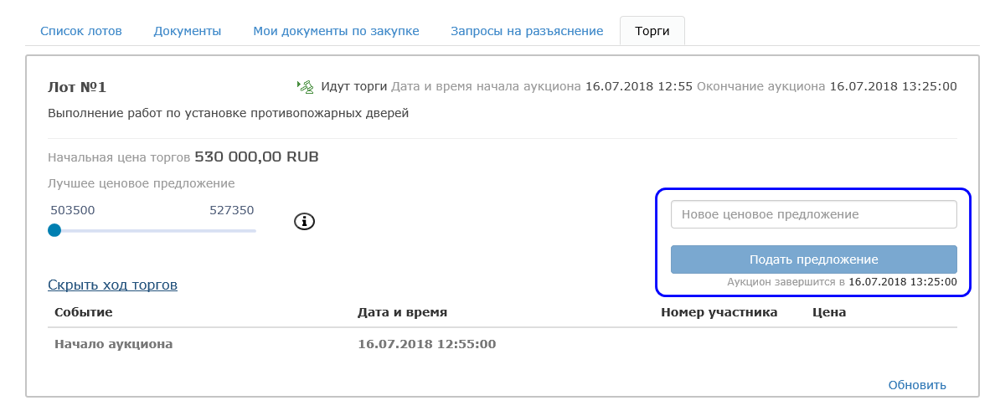 Список лотов Документы Мои документы по закупке Запросы на разъяснение Торги
Лот №1 Идут торги Дата и время начала аукциона 16.07.2018 12:55 Окончание аукциона 16.07.2018 13:25:00
Выполнение работ по установке противопожарных дверей
Начальная цена торгов 530 000,00 RUB
Лучшее ценовое предложение
503500 527350
Новое ценовое предложение
Подать предложение
Аукцион завершится в 16.07.2018 13:25:00
Скрыть ход торгов
Событие Дата и время Номер участника Цена
Начало аукциона 16.07.2018 12:55:00
Обновить